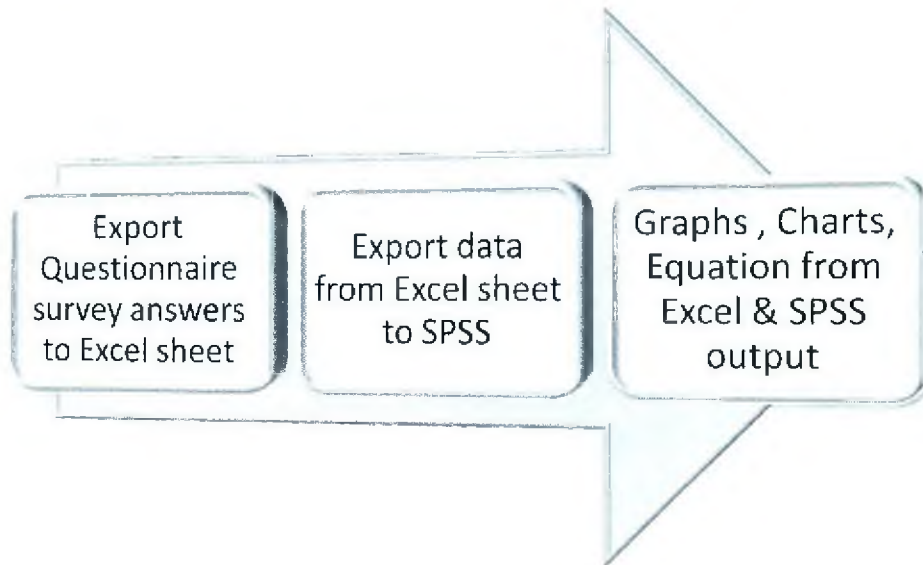 Export
Questionnaire
survey answers
to Excel sheet
Export data
from Excel sheet
to SPSS
Graphs , Charts,
Equation from
Excel & SPSS
output